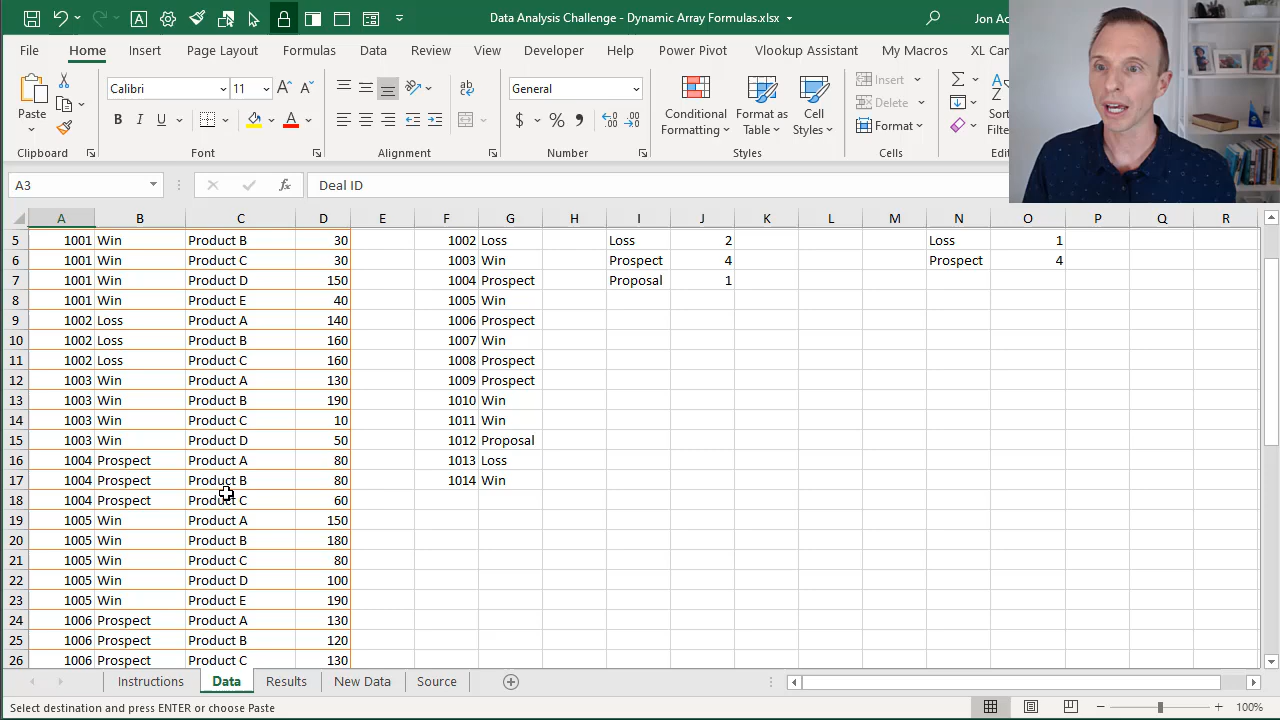 Data Analysis Challenge - Dynamic Array Formulas.xlsx
File Home Insert Page Layout Formulas Data Review View Developer Help Power Pivot Vlookup Assistant My Macros
Paste
Calibri 11
General
Conditional Formatting
Format as Table
Cell Styles
Insert
Delete
Format
Clipboard Font Alignment Number Styles Cells
A3 Deal ID
A B C D E F G H I J K L M N O P Q R
5 1001 Win Product B 30 1002 Loss Loss 2 Loss 1
6 1001 Win Product C 30 1003 Win Prospect 4 Prospect 4
7 1001 Win Product D 150 1004 Prospect Proposal 1
8 1001 Win Product E 40 1005 Win
9 1002 Loss Product A 140 1006 Prospect
10 1002 Loss Product B 160 1007 Win
11 1002 Loss Product C 160 1008 Prospect
12 1003 Win Product A 130 1009 Prospect
13 1003 Win Product B 190 1010 Win
14 1003 Win Product C 10 1011 Win
15 1003 Win Product D 50 1012 Proposal
16 1004 Prospect Product A 80 1013 Loss
17 1004 Prospect Product B 80 1014 Win
18 1004 Prospect Product C 60
19 1005 Win Product A 150
20 1005 Win Product B 180
21 1005 Win Product C 80
22 1005 Win Product D 100
23 1005 Win Product E 190
24 1006 Prospect Product A 130
25 1006 Prospect Product B 120
26 1006 Prospect Product C 130
Instructions Data Results New Data Source
Select destination and press ENTER or choose Paste
100%